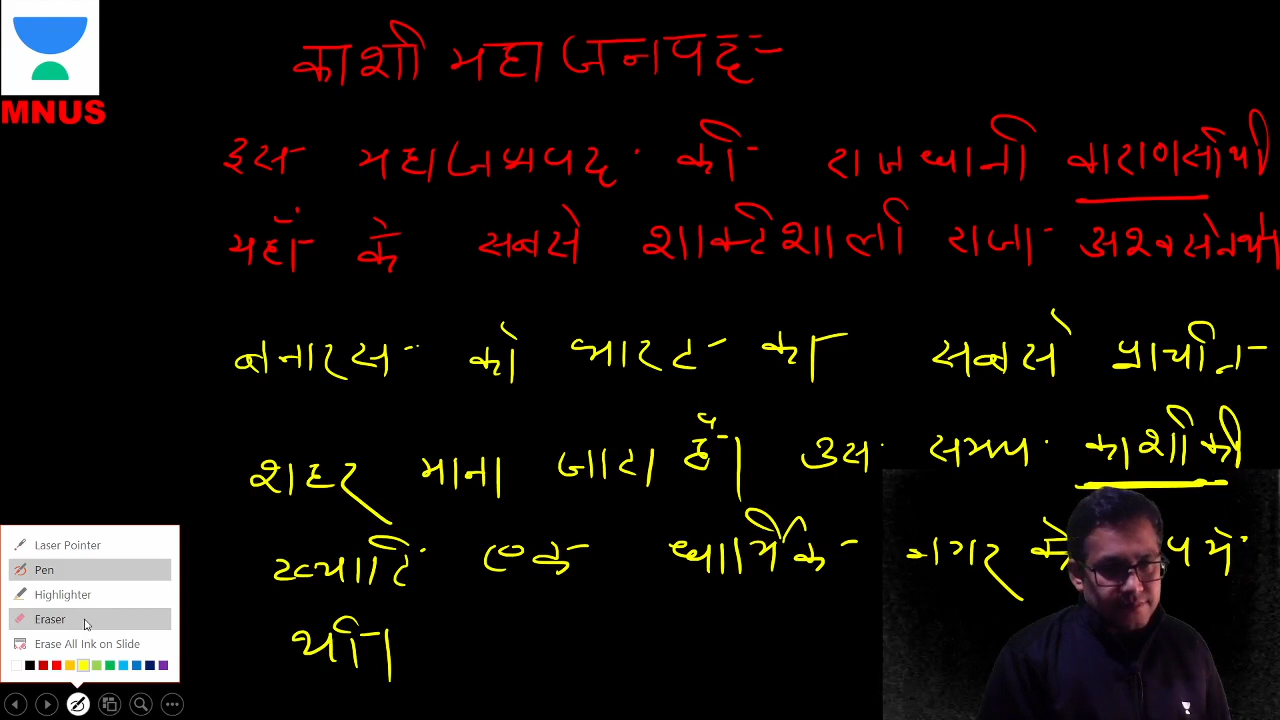 काशी महाजनपद-
MNUS
इस महाजनपद की राजधानी वाराणसी थी
यहाँ के सबसे शक्तिशाली राजा अश्वसेन थे
बनारस को भारत का सबसे प्राचीन
शहर माना जाता है। उस समय काशी की
ख्याति एक धार्मिक नगर के में
थी।
Laser Pointer
Pen
Highlighter
Eraser
Erase All Ink on Slide